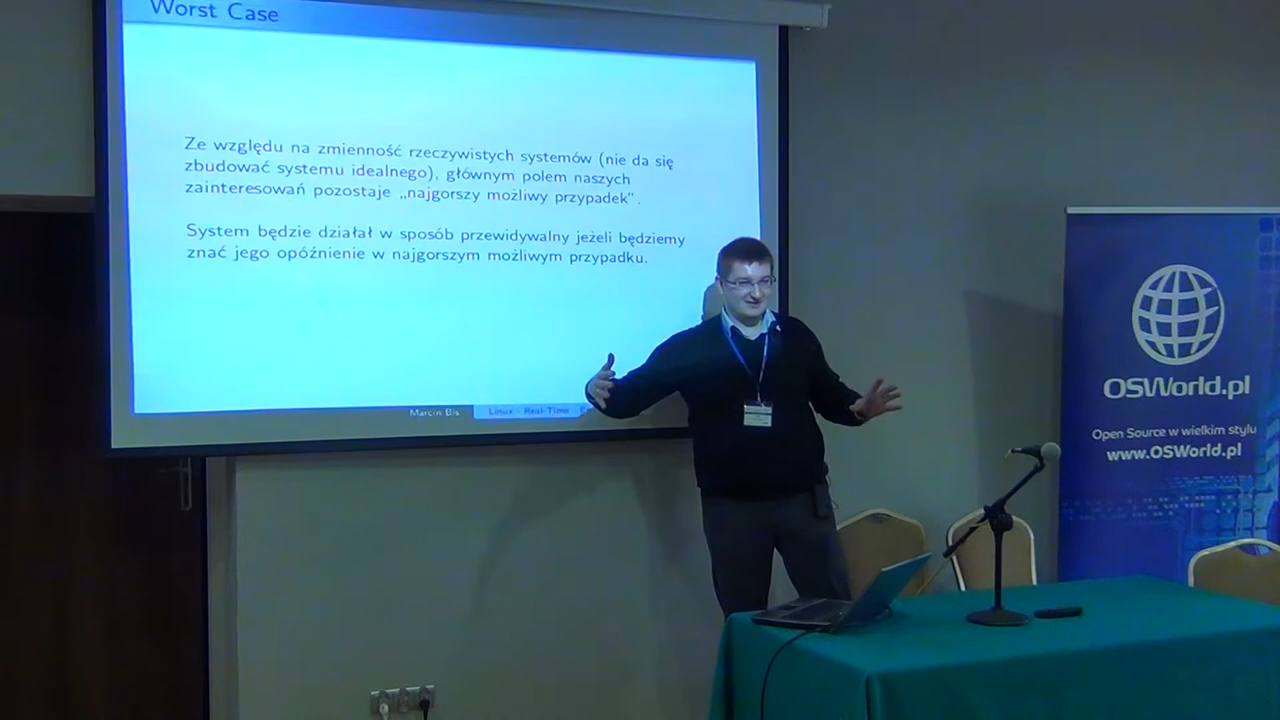 Worst Case
Ze względu na zmienność rzeczywistych systemów (nie da się
zbudować systemu idealnego), głównym polem naszych
zainteresowań pozostaje „najgorszy możliwy przypadek".
System będzie działał w sposób przewidywalny jeżeli będziemy
znać jego opóźnienie w najgorszym możliwym przypadku.
Marcin Bis
Linux - Real-Time -
OSWorld.pl
Open Source w wielkim stylu
www.OSWorld.pl